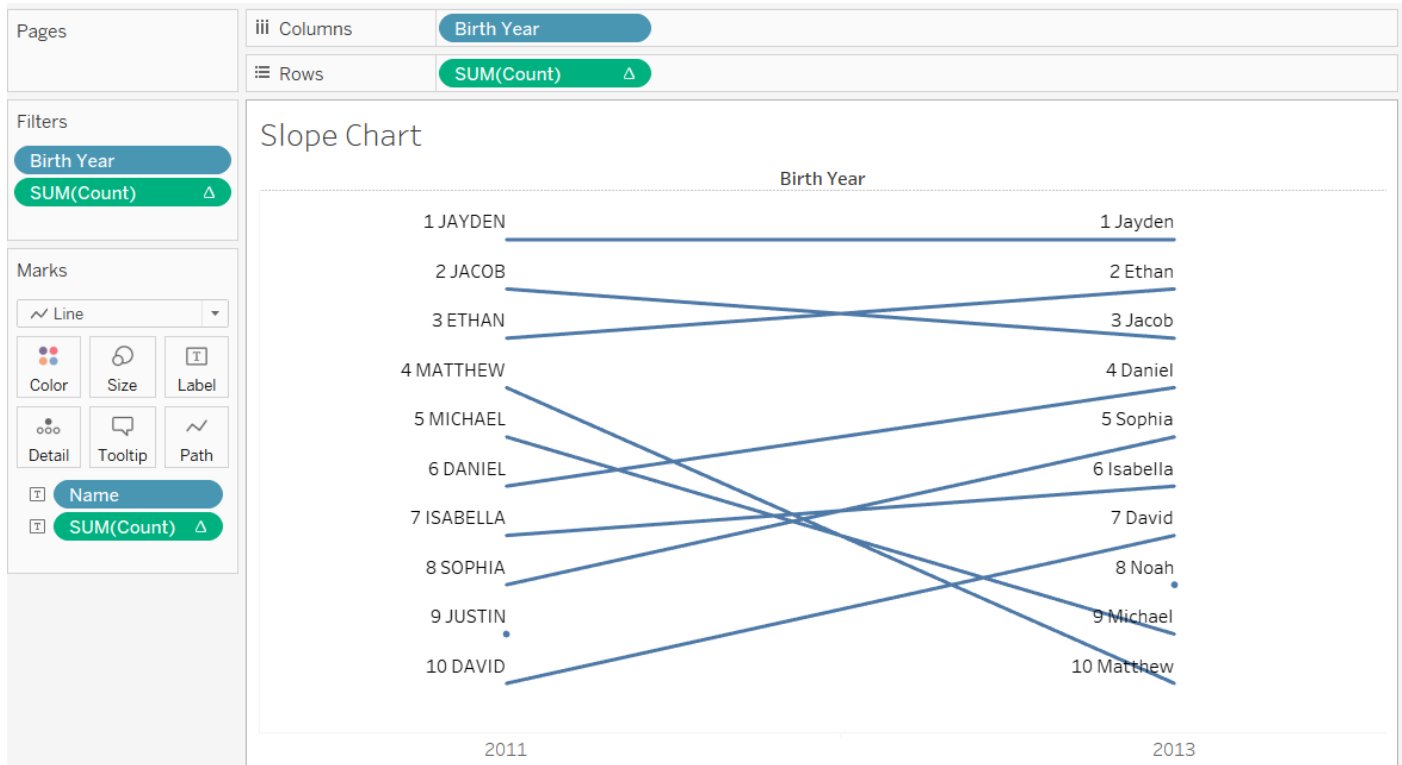 Pages
iii Columns
Birth Year
Rows
SUM(Count) Δ
Filters
Birth Year
SUM(Count) Δ
Marks
Line
Color
Size
T
Label
Detail
Tooltip
Path
T Name
T SUM(Count) Δ
Slope Chart
Birth Year
1 JAYDEN
1 Jayden
2 JACOB
2 Ethan
3 ETHAN
3 Jacob
4 MATTHEW
4 Daniel
5 MICHAEL
5 Sophia
6 DANIEL
6 Isabella
7 ISABELLA
7 David
8 SOPHIA
8 Noah
9 JUSTIN
9 Michael
10 DAVID
10 Matthew
2011
2013